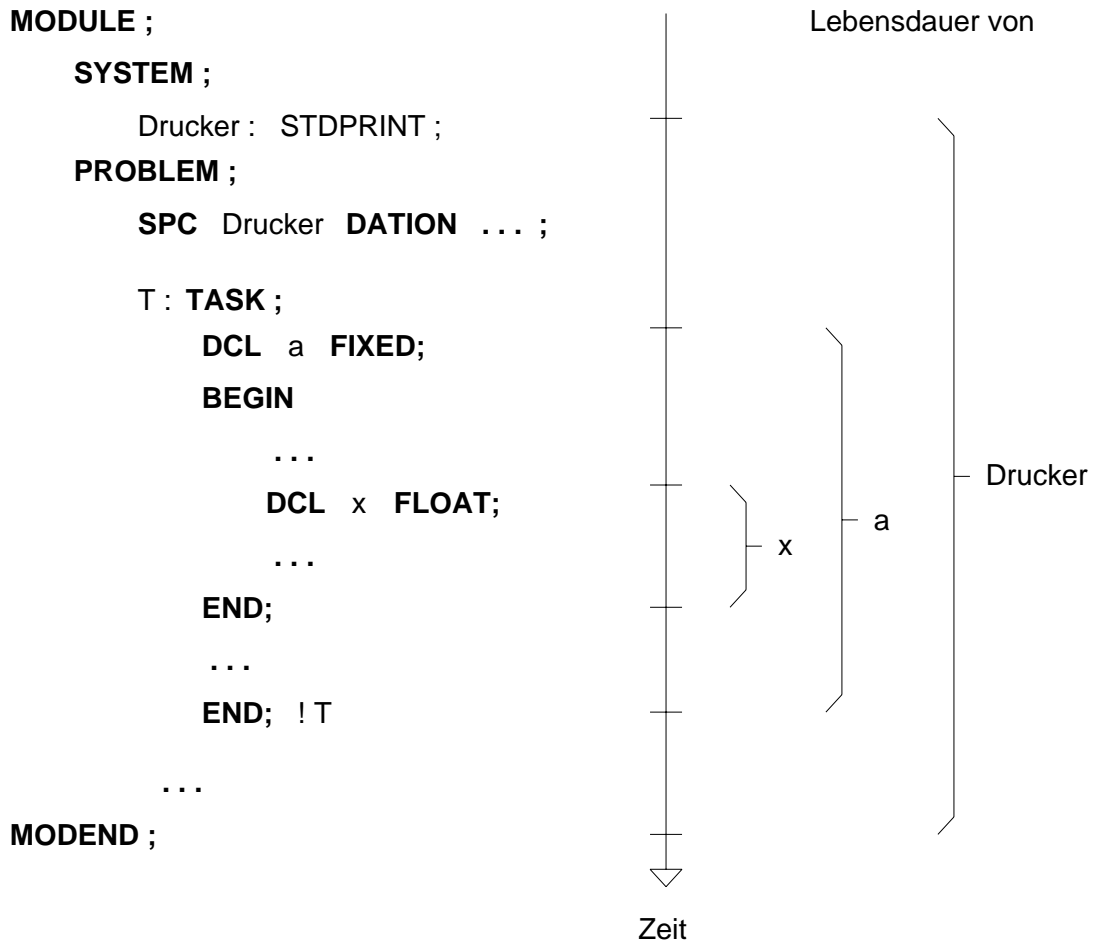 MODULE ; Lebensdauer von
SYSTEM ;
Drucker : STDPRINT ;
PROBLEM ;
SPC Drucker DATION . . . ;
T : TASK ;
DCL a FIXED;
BEGIN
. . .
Drucker
DCL x FLOAT;
a
x
. . .
END;
. . .
END; ! T
. . .
MODEND ;
Zeit